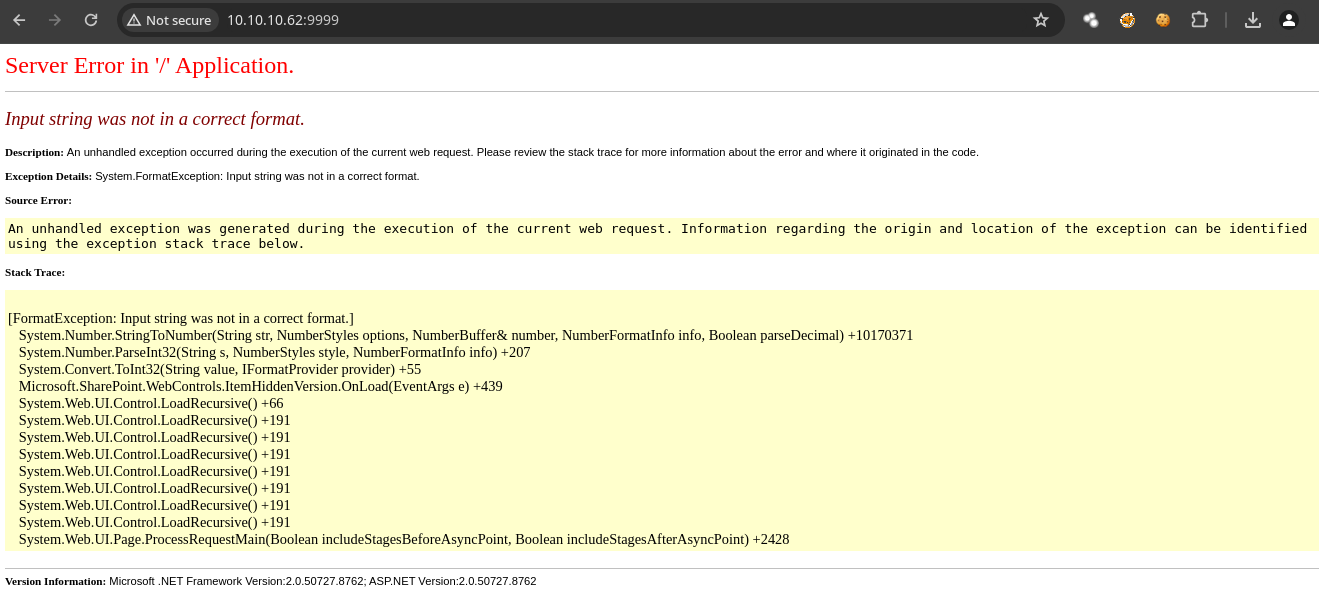 Not secure
10.10.10.62:9999
Server Error in '/' Application.
Input string was not in a correct format.
Description: An unhandled exception occurred during the execution of the current web request. Please review the stack trace for more information about the error and where it originated in the code.
Exception Details: System.FormatException: Input string was not in a correct format.
Source Error:
An unhandled exception was generated during the execution of the current web request. Information regarding the origin and location of the exception can be identified
using the exception stack trace below.
Stack Trace:
[FormatException: Input string was not in a correct format.]
System.Number.StringToNumber(String str, NumberStyles options, NumberBuffer& number, NumberFormatInfo info, Boolean parseDecimal) +10170371
System.Number.ParseInt32(String s, NumberStyles style, NumberFormatInfo info) +207
System.Convert.ToInt32(String value, IFormatProvider provider) +55
Microsoft.SharePoint.WebControls.ItemHiddenVersion.OnLoad(EventArgs e) +439
System.Web.UI.Control.LoadRecursive() +66
System.Web.UI.Control.LoadRecursive() +191
System.Web.UI.Control.LoadRecursive() +191
System.Web.UI.Control.LoadRecursive() +191
System.Web.UI.Control.LoadRecursive() +191
System.Web.UI.Control.LoadRecursive() +191
System.Web.UI.Control.LoadRecursive() +191
System.Web.UI.Control.LoadRecursive() +191
System.Web.UI.Page.ProcessRequestMain(Boolean includeStagesBeforeAsyncPoint, Boolean includeStagesAfterAsyncPoint) +2428
Version Information: Microsoft .NET Framework Version:2.0.50727.8762; ASP.NET Version:2.0.50727.8762